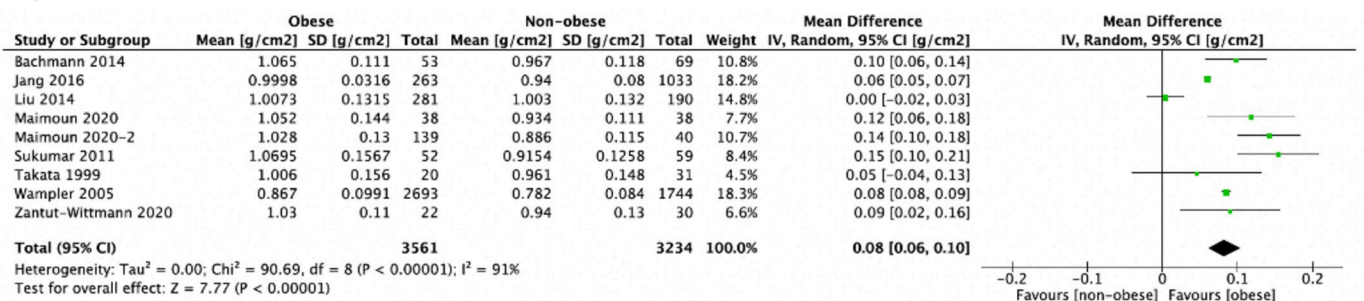 Obese Non-obese Mean Difference Mean Difference
Study or Subgroup Mean [g/cm2] SD [g/cm2] Total Mean [g/cm2] SD [g/cm2] Total Weight IV, Random, 95% CI [g/cm2] IV, Random, 95% CI [g/cm2]
Bachmann 2014 1.065 0.111 53 0.967 0.118 69 10.8% 0.10 [0.06, 0.14]
Jang 2016 0.9998 0.0316 263 0.94 0.08 1033 18.2% 0.06 [0.05, 0.07]
Liu 2014 1.0073 0.1315 281 1.003 0.132 190 14.8% 0.00 [-0.02, 0.03]
Maimoun 2020 1.052 0.144 38 0.934 0.111 38 7.7% 0.12 [0.06, 0.18]
Maimoun 2020-2 1.028 0.13 139 0.886 0.115 40 10.7% 0.14 [0.10, 0.18]
Sukumar 2011 1.0695 0.1567 52 0.9154 0.1258 59 8.4% 0.15 [0.10, 0.21]
Takata 1999 1.006 0.156 20 0.961 0.148 31 4.5% 0.05 [-0.04, 0.13]
Wampler 2005 0.867 0.0991 2693 0.782 0.084 1744 18.3% 0.08 [0.08, 0.09]
Zantut-Wittmann 2020 1.03 0.11 22 0.94 0.13 30 6.6% 0.09 [0.02, 0.16]
Total (95% CI) 3561 3234 100.0% 0.08 [0.06, 0.10]
Heterogeneity: Tau² = 0.00; Chi² = 90.69, df = 8 (P < 0.00001); I² = 91%
Test for overall effect: Z = 7.77 (P < 0.00001)
-0.2 -0.1 0 0.1 0.2
Favours [non-obese] Favours [obese]